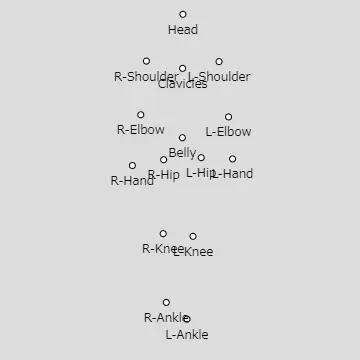 Head
R-Shoulder
L-Shoulder
Clavicles
R-Elbow
L-Elbow
Belly
R-Hand
R-Hip
L-Hip
L-Hand
R-Knee
L-Knee
R-Ankle
L-Ankle